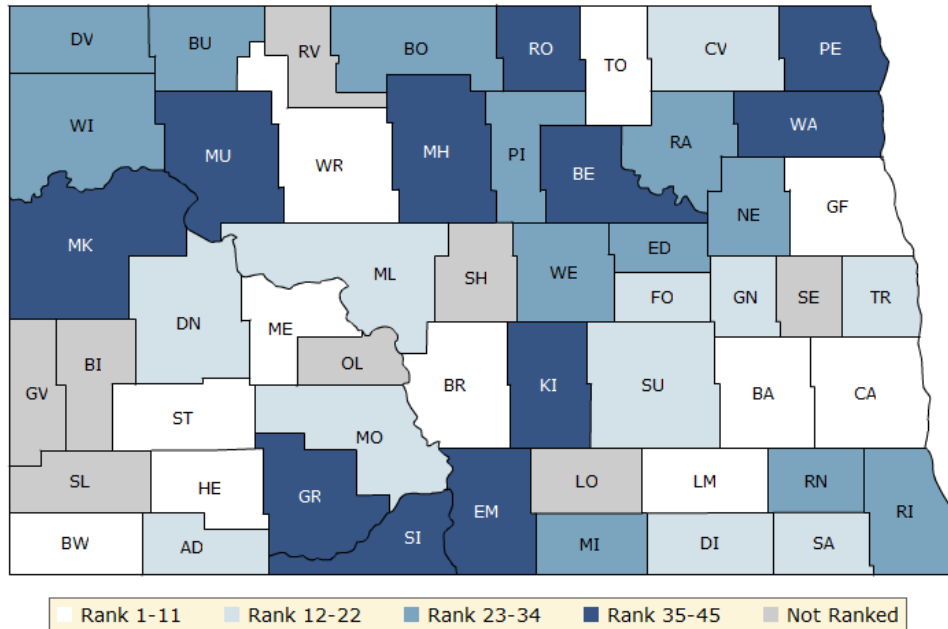 DV BU RV BO RO TO CV PE
WI MU WR MH PI BE RA WA
NE GF
MK ML SH WE ED
DN ME FO GN SE TR
GV BI OL BR KI SU BA CA
ST MO
SL HE GR EM LO LM RN RI
BW AD SI MI DI SA
Rank 1-11 Rank 12-22 Rank 23-34 Rank 35-45 Not Ranked